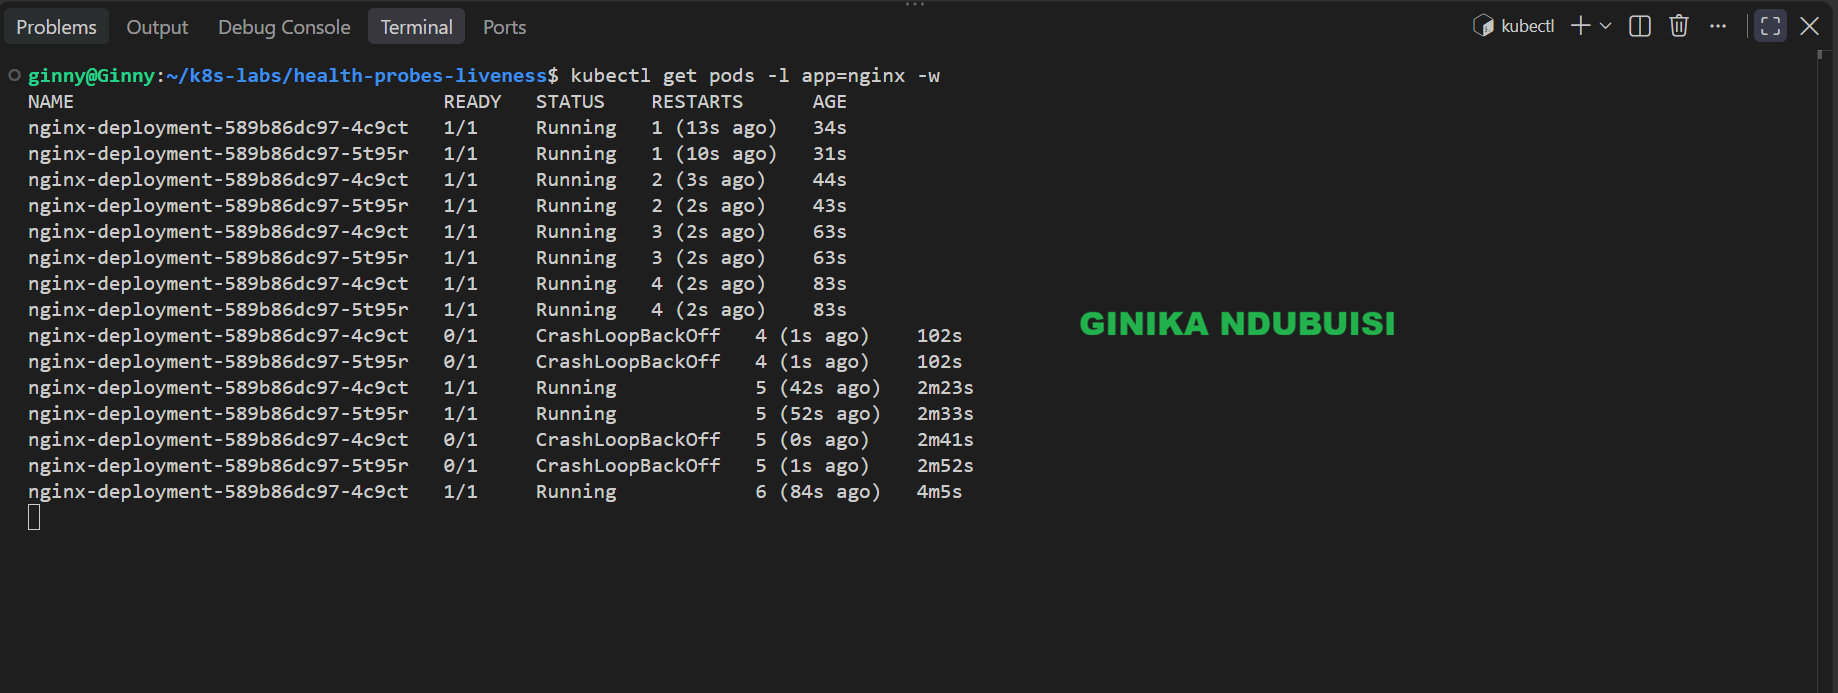 Problems Output Debug Console Terminal Ports kubectl
ginny@Ginny:~/k8s-labs/health-probes-liveness$ kubectl get pods -l app=nginx -w
NAME READY STATUS RESTARTS AGE
nginx-deployment-589b86dc97-4c9ct 1/1 Running 1 (13s ago) 34s
nginx-deployment-589b86dc97-5t95r 1/1 Running 1 (10s ago) 31s
nginx-deployment-589b86dc97-4c9ct 1/1 Running 2 (3s ago) 44s
nginx-deployment-589b86dc97-5t95r 1/1 Running 2 (2s ago) 43s
nginx-deployment-589b86dc97-4c9ct 1/1 Running 3 (2s ago) 63s
nginx-deployment-589b86dc97-5t95r 1/1 Running 3 (2s ago) 63s
nginx-deployment-589b86dc97-4c9ct 1/1 Running 4 (2s ago) 83s
nginx-deployment-589b86dc97-5t95r 1/1 Running 4 (2s ago) 83s
nginx-deployment-589b86dc97-4c9ct 0/1 CrashLoopBackOff 4 (1s ago) 102s
nginx-deployment-589b86dc97-5t95r 0/1 CrashLoopBackOff 4 (1s ago) 102s
nginx-deployment-589b86dc97-4c9ct 1/1 Running 5 (42s ago) 2m23s
nginx-deployment-589b86dc97-5t95r 1/1 Running 5 (52s ago) 2m33s
nginx-deployment-589b86dc97-4c9ct 0/1 CrashLoopBackOff 5 (0s ago) 2m41s
nginx-deployment-589b86dc97-5t95r 0/1 CrashLoopBackOff 5 (1s ago) 2m52s
nginx-deployment-589b86dc97-4c9ct 1/1 Running 6 (84s ago) 4m5s
GINIKA NDUBUISI